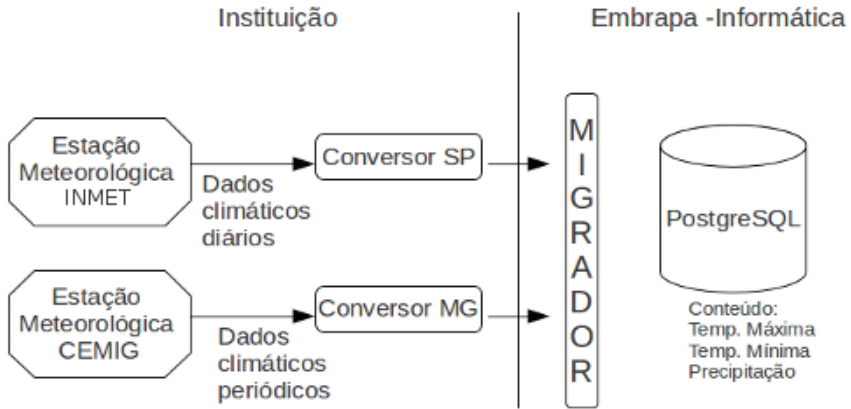 Instituição
Embrapa -Informática
Estação
Meteorológica
INMET
Dados
climáticos
diários
Conversor SP
Estação
Meteorológica
CEMIG
Dados
climáticos
periódicos
Conversor MG
M
I
G
R
A
D
O
R
PostgreSQL
Conteúdo:
Temp. Máxima
Temp. Mínima
Precipitação